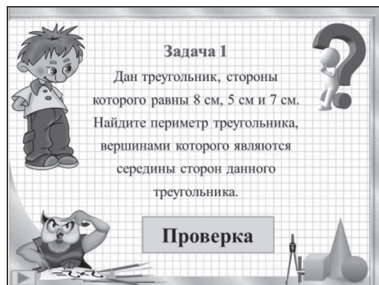 Задача 1
Дан треугольник, стороны
которого равны 8 см, 5 см и 7 см.
Найдите периметр треугольника,
вершинами которого являются
середины сторон данного
треугольника.
Проверка